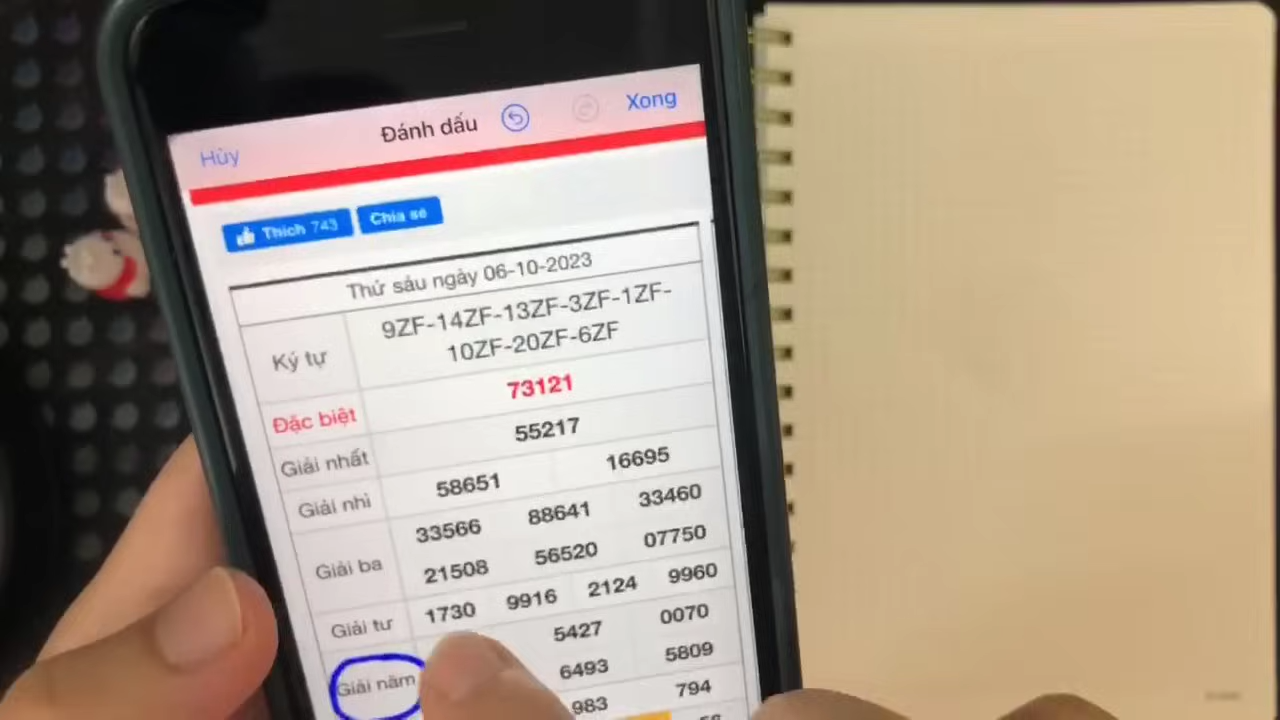 Hủy Đánh dấu Xong
Thích 743 Chia sẻ
Thứ sáu ngày 06-10-2023
Ký tự 9ZF-14ZF-13ZF-3ZF-1ZF-
10ZF-20ZF-6ZF
Đặc biệt 73121
Giải nhất 55217
Giải nhì 58651 16695
Giải ba 33566 88641 33460
21508 56520 07750
Giải tư 1730 9916 2124 9960
Giải năm 5427 0070
6493 5809
983 794